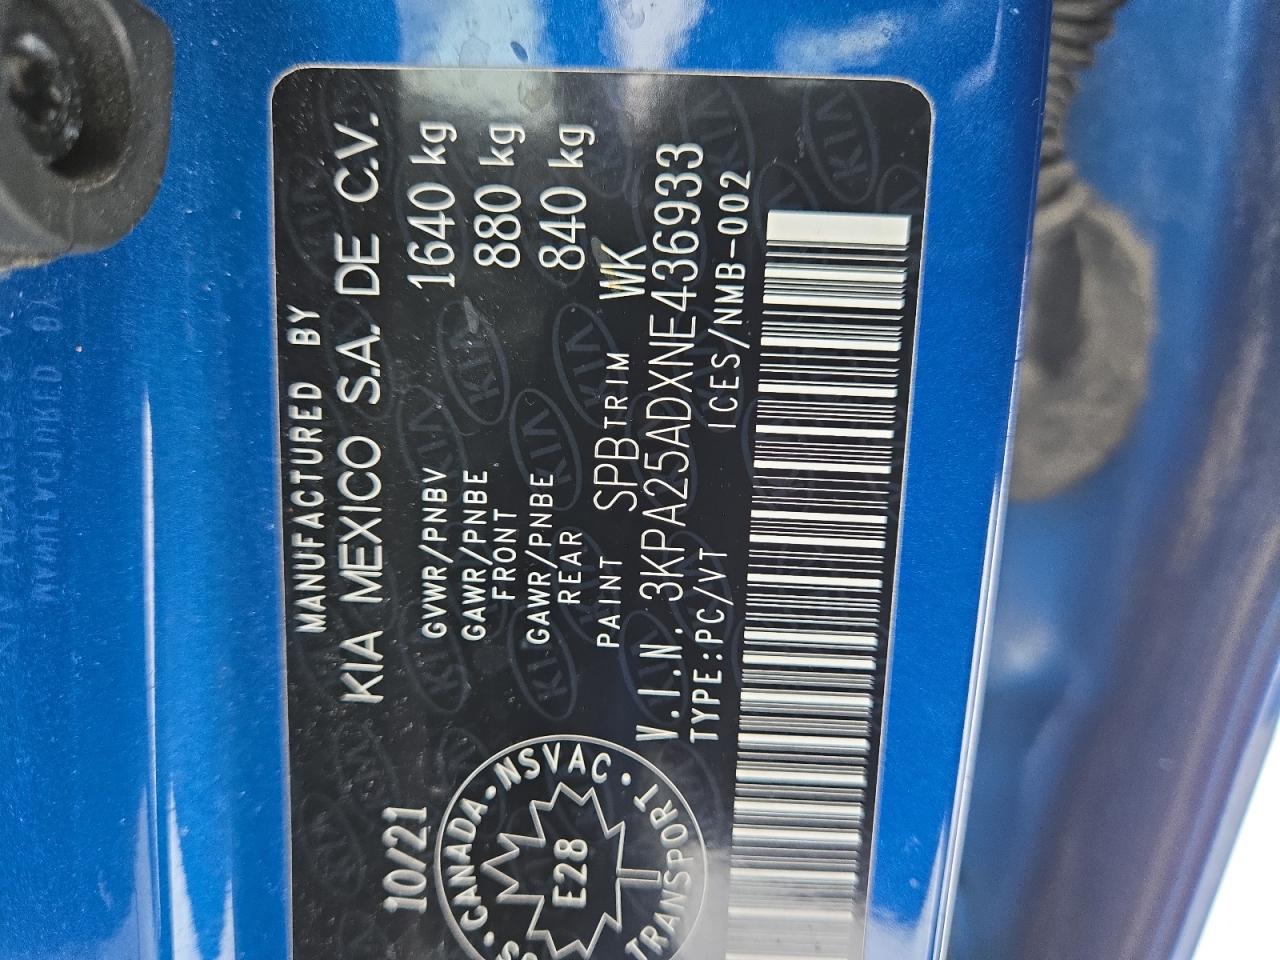 MANUFACTURED BY
KIA MEXICO S.A. DE C.V.
10/21
GVWR/PNBV 1640 kg
GAWR/PNBE 880 kg
FRONT
GAWR/PNBE 840 kg
REAR
PAINT SPB TRIM WK
V.I.N. 3KPA25ADXNE436933
TYPE:PC/VT ICES/NMB-002
CANADA-NSVAC
E28
TRANSPORT